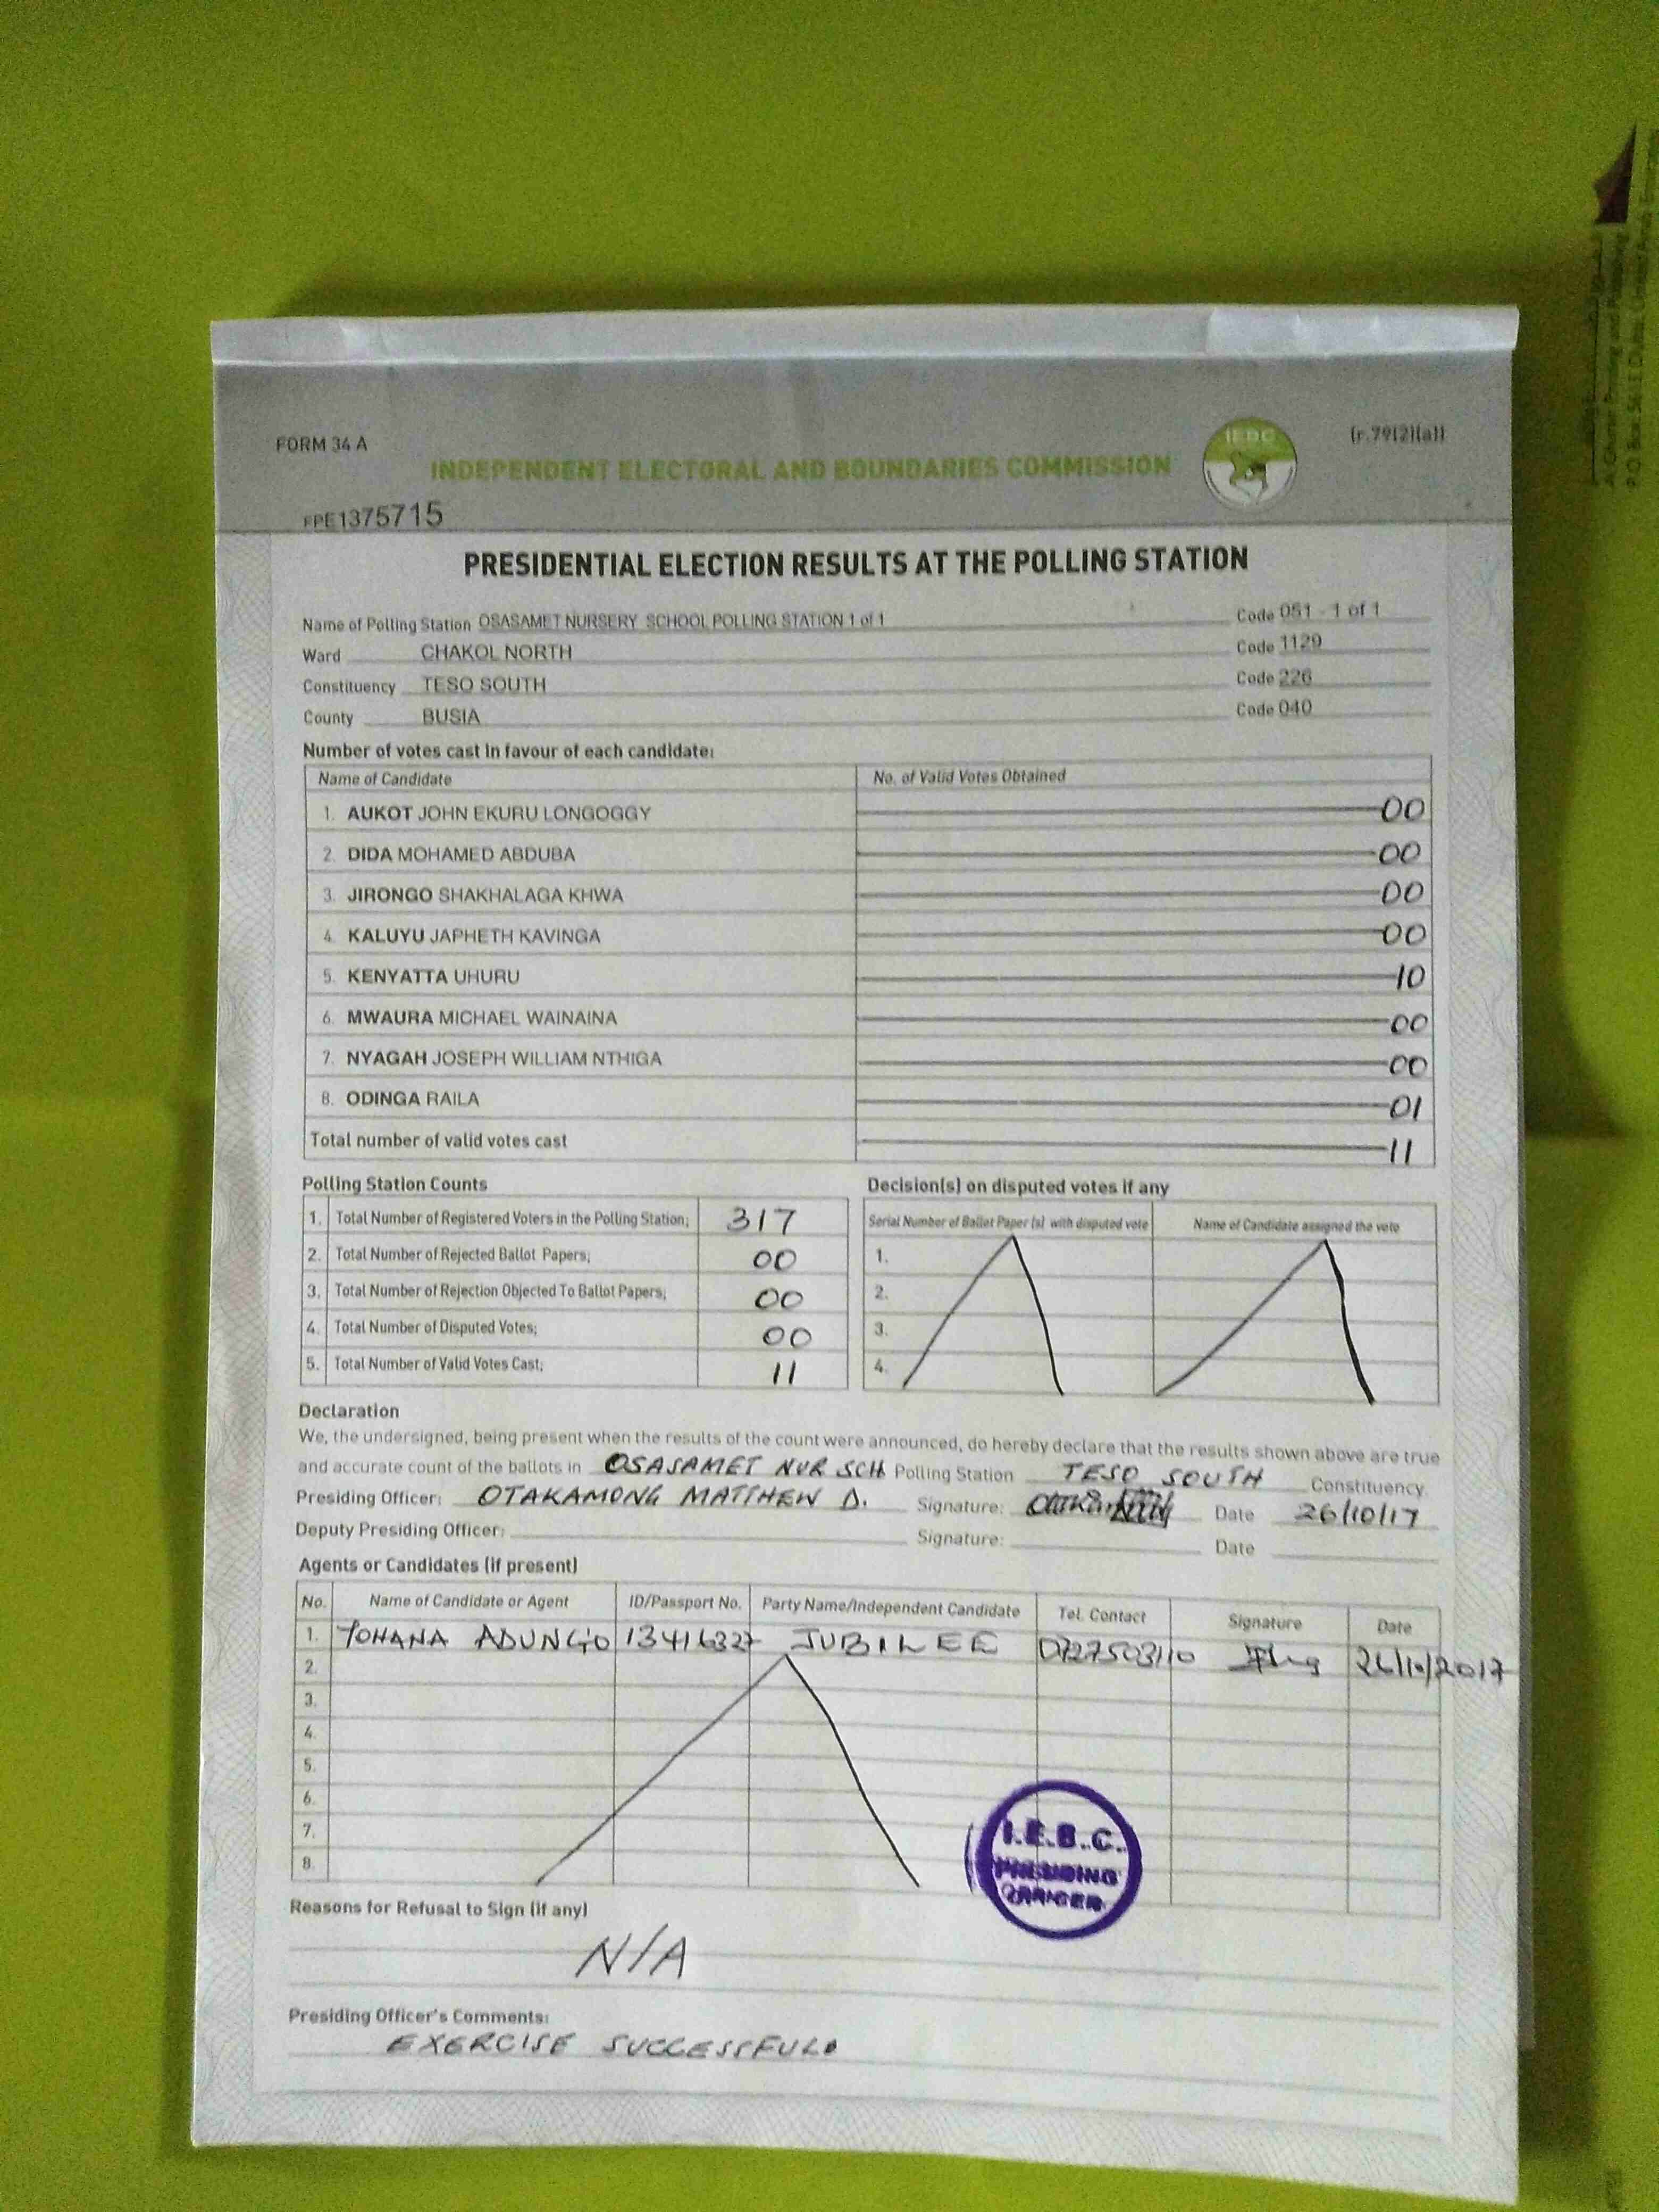 FORM 34 A
(r.79(2)(a))
IEBC
INDEPENDENT ELECTORAL AND BOUNDARIES COMMISSION
FPE1375715
PRESIDENTIAL ELECTION RESULTS AT THE POLLING STATION
Name of Polling Station OSASAMET NURSERY SCHOOL POLLING STATION 1 of 1 Code 051 - 1 of 1
Ward CHAKOL NORTH Code 1129
Constituency TESO SOUTH Code 226
County BUSIA Code 040
Number of votes cast in favour of each candidate:
Name of Candidate No. of Valid Votes Obtained
1. AUKOT JOHN EKURU LONGOGGY 00
2. DIDA MOHAMED ABDUBA 00
3. JIRONGO SHAKHALAGA KHWA 00
4. KALUYU JAPHETH KAVINGA 00
5. KENYATTA UHURU 10
6. MWAURA MICHAEL WAINAINA 00
7. NYAGAH JOSEPH WILLIAM NTHIGA 00
8. ODINGA RAILA 01
Total number of valid votes cast 11
Polling Station Counts
1. Total Number of Registered Voters in the Polling Station; 317
2. Total Number of Rejected Ballot Papers; 00
3. Total Number of Rejection Objected To Ballot Papers; 00
4. Total Number of Disputed Votes; 00
5. Total Number of Valid Votes Cast; 11
Decision(s) on disputed votes if any
Serial Number of Ballot Paper (s) with disputed vote Name of Candidate assigned the vote
1.
2.
3.
4.
Declaration
We, the undersigned, being present when the results of the count were announced, do hereby declare that the results shown above are true
and accurate count of the ballots in OSASAMET NUR SCH Polling Station TESO SOUTH Constituency
Presiding Officer: OTAKAMONG MATTHEW D. Signature: Date 26/10/17
Deputy Presiding Officer: Signature: Date
Agents or Candidates (if present)
No. Name of Candidate or Agent ID/Passport No. Party Name/Independent Candidate Tel. Contact Signature Date
1. YOHANA ADUNGO 13416327 JUBILEE 0727503110 26/10/2017
2.
3.
4.
5.
6.
7.
8.
I.E.B.C.
PRESIDING
OFFICER
Reasons for Refusal to Sign (if any)
N/A
Presiding Officer's Comments:
EXERCISE SUCCESSFUL.